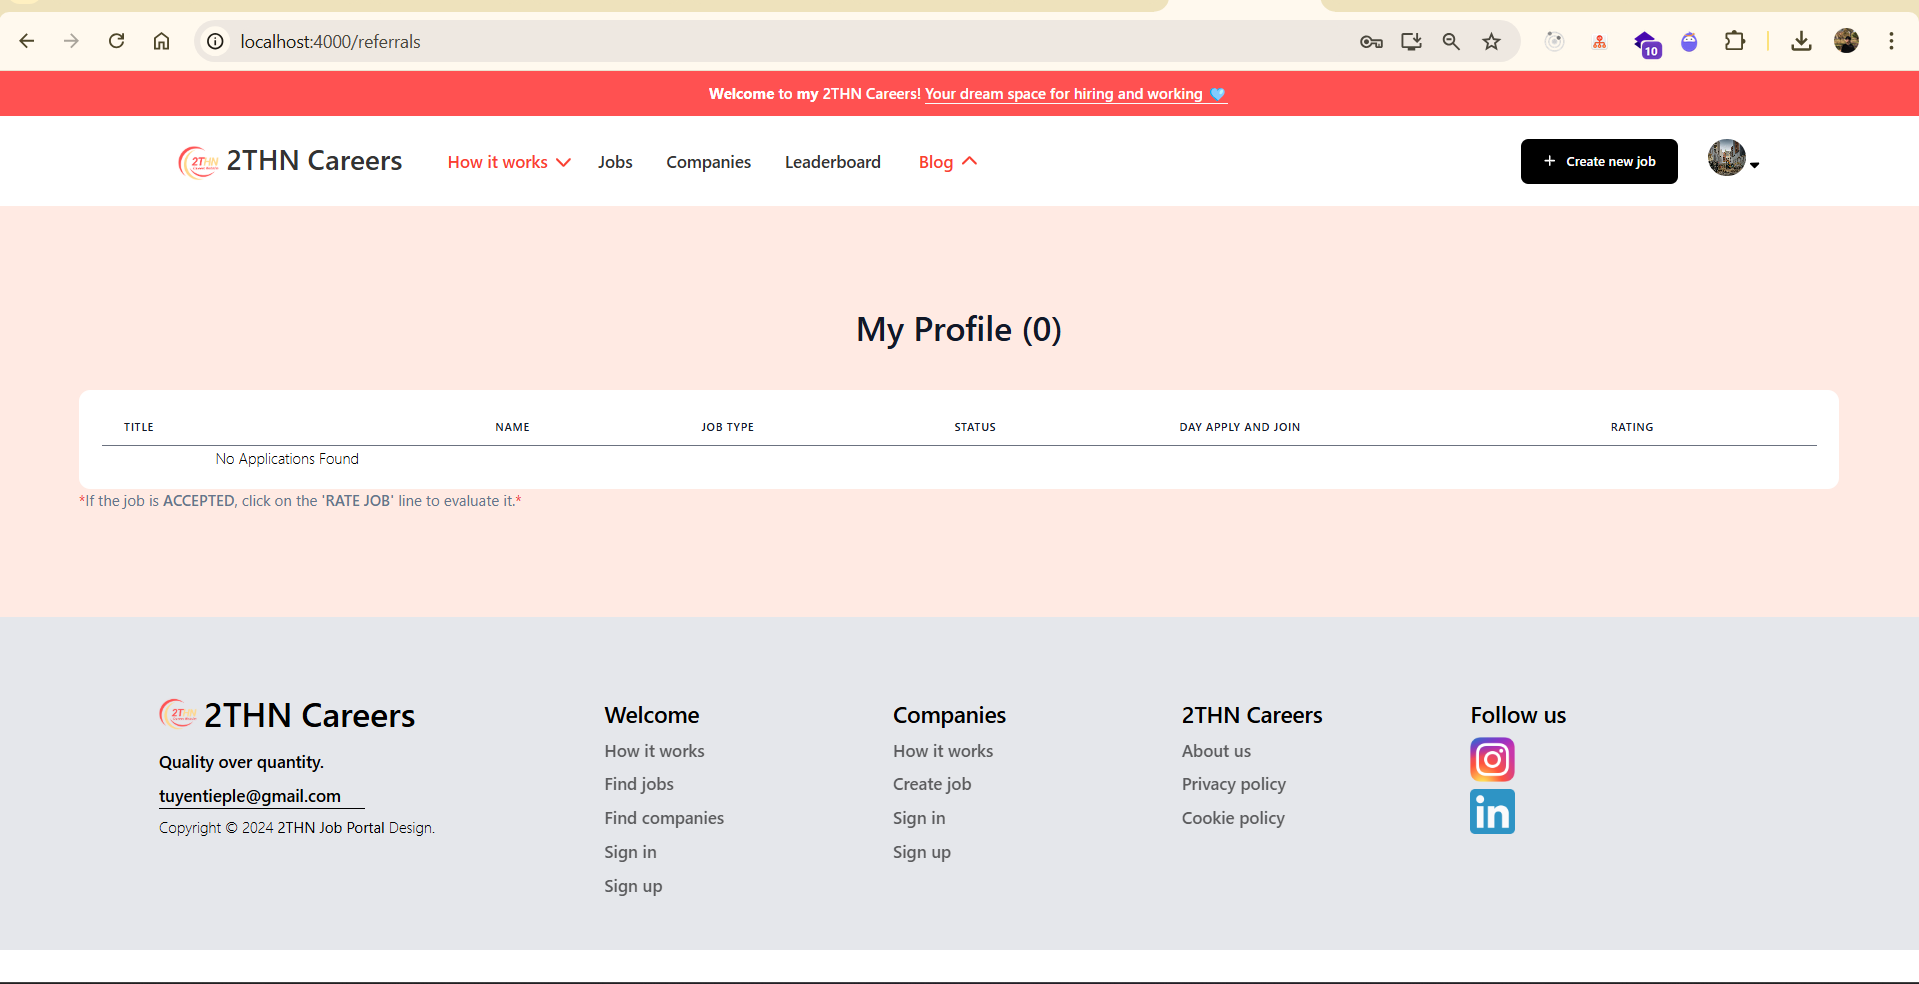 localhost:4000/referrals
10
Welcome to my 2THN Careers! Your dream space for hiring and working 🩵
2THN
2THN Careers
How it works
Jobs
Companies
Leaderboard
Blog
+ Create new job
My Profile (0)
TITLE NAME JOB TYPE STATUS DAY APPLY AND JOIN RATING
No Applications Found
*If the job is ACCEPTED, click on the 'RATE JOB' line to evaluate it.*
2THN
2THN Careers
Quality over quantity.
tuyentieple@gmail.com
Copyright © 2024 2THN Job Portal Design.
Welcome
How it works
Find jobs
Find companies
Sign in
Sign up
Companies
How it works
Create job
Sign in
Sign up
2THN Careers
About us
Privacy policy
Cookie policy
Follow us
in